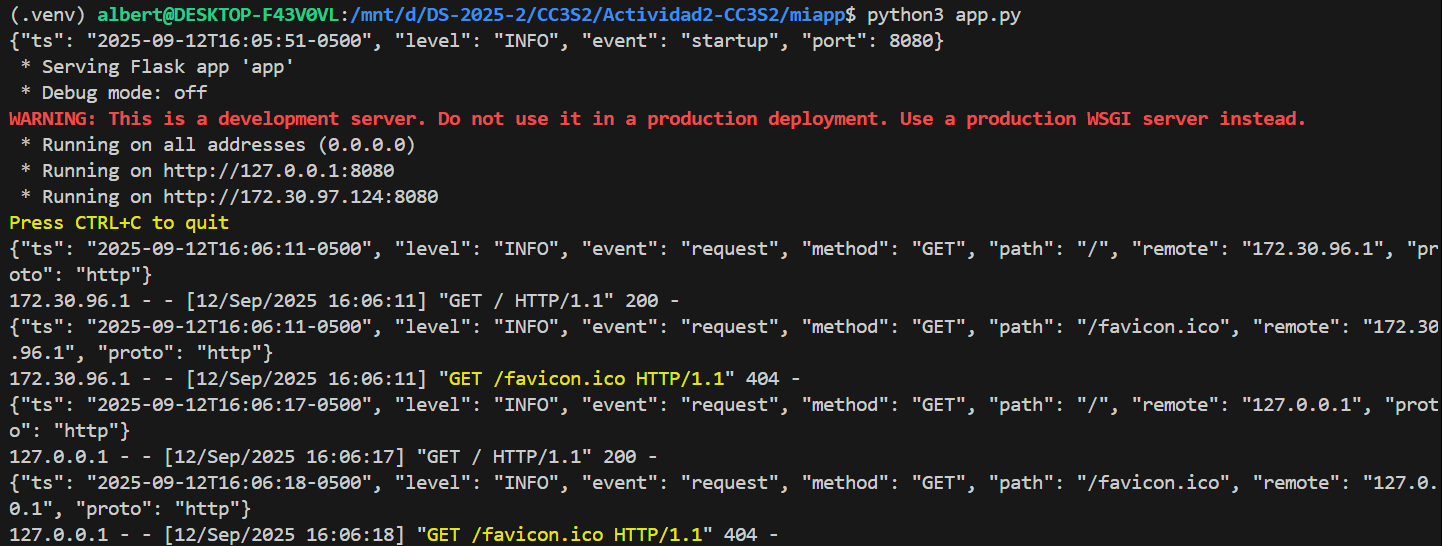 (.venv) albert@DESKTOP-F43V0VL:/mnt/d/DS-2025-2/CC3S2/Actividad2-CC3S2/miapp$ python3 app.py
{"ts": "2025-09-12T16:05:51-0500", "level": "INFO", "event": "startup", "port": 8080}
 * Serving Flask app 'app'
 * Debug mode: off
WARNING: This is a development server. Do not use it in a production deployment. Use a production WSGI server instead.
 * Running on all addresses (0.0.0.0)
 * Running on http://127.0.0.1:8080
 * Running on http://172.30.97.124:8080
Press CTRL+C to quit
{"ts": "2025-09-12T16:06:11-0500", "level": "INFO", "event": "request", "method": "GET", "path": "/", "remote": "172.30.96.1", "pr
oto": "http"}
172.30.96.1 - - [12/Sep/2025 16:06:11] "GET / HTTP/1.1" 200 -
{"ts": "2025-09-12T16:06:11-0500", "level": "INFO", "event": "request", "method": "GET", "path": "/favicon.ico", "remote": "172.30
.96.1", "proto": "http"}
172.30.96.1 - - [12/Sep/2025 16:06:11] "GET /favicon.ico HTTP/1.1" 404 -
{"ts": "2025-09-12T16:06:17-0500", "level": "INFO", "event": "request", "method": "GET", "path": "/", "remote": "127.0.0.1", "prot
o": "http"}
127.0.0.1 - - [12/Sep/2025 16:06:17] "GET / HTTP/1.1" 200 -
{"ts": "2025-09-12T16:06:18-0500", "level": "INFO", "event": "request", "method": "GET", "path": "/favicon.ico", "remote": "127.0.
0.1", "proto": "http"}
127.0.0.1 - - [12/Sep/2025 16:06:18] "GET /favicon.ico HTTP/1.1" 404 -